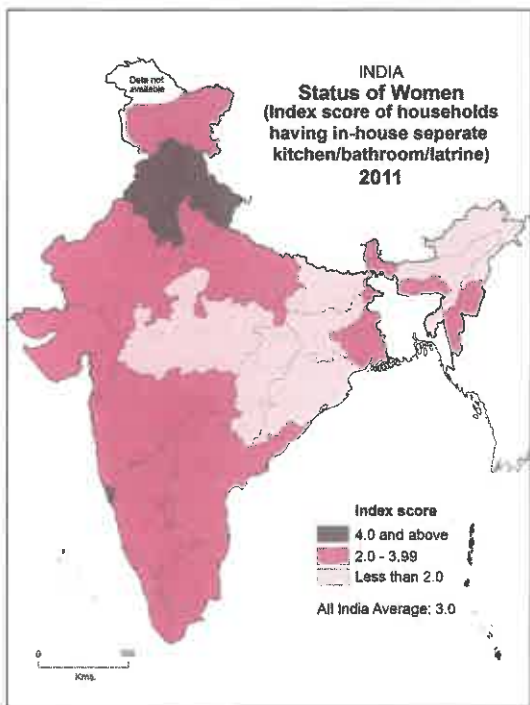 Data not
available
INDIA
Status of Women
(Index score of households
having in-house seperate
kitchen/bathroom/latrine)
2011
Index score
4.0 and above
2.0 - 3.99
Less than 2.0
All India Average: 3.0
0
Kms.